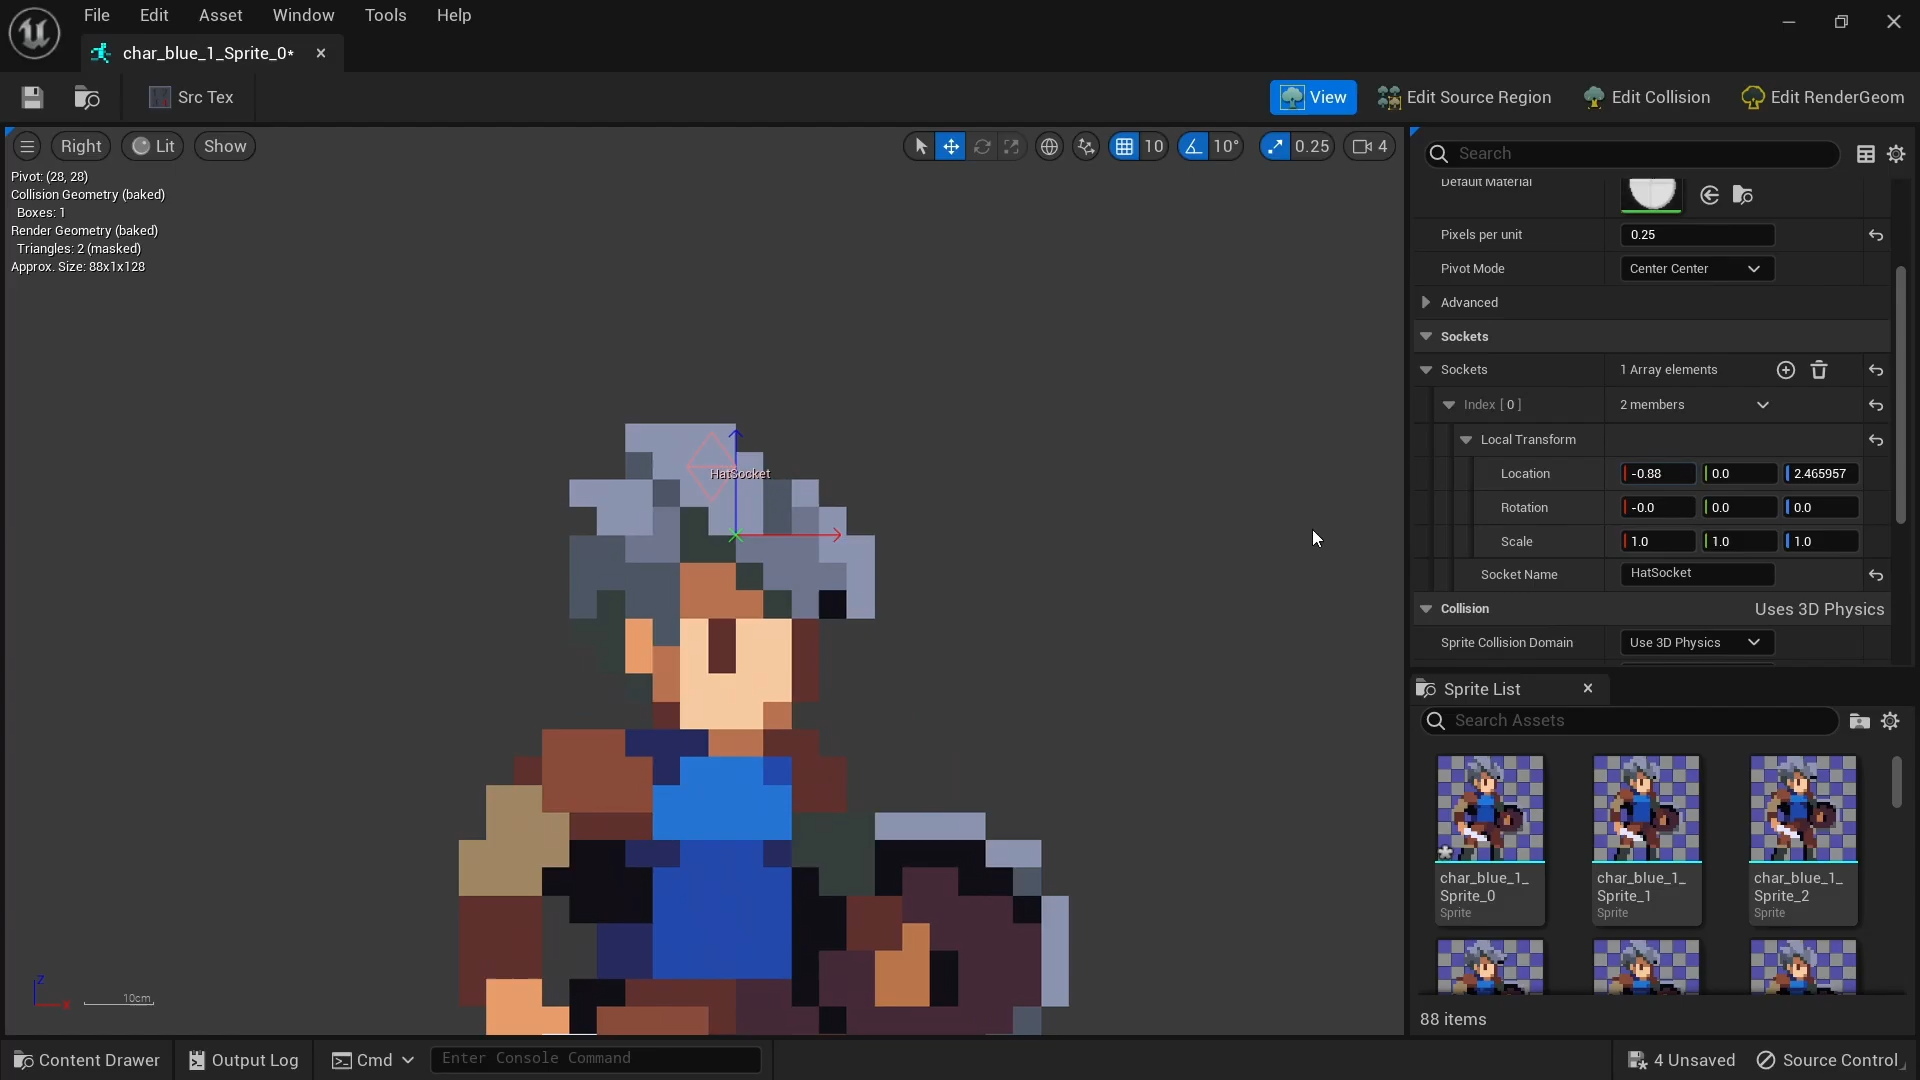 File Edit Asset Window Tools Help
char_blue_1_Sprite_0*
Src Tex View Edit Source Region Edit Collision Edit RenderGeom
Right Lit Show 10 10° 0.25 4
Pivot: (28, 28)
Collision Geometry (baked)
Boxes: 1
Render Geometry (baked)
Triangles: 2 (masked)
Approx. Size: 88x1x128
HatSocket
Z
X
10cm
Search
Default Material
Pixels per unit 0.25
Pivot Mode Center Center
Advanced
Sockets
Sockets 1 Array elements
Index [ 0 ] 2 members
Local Transform
Location -0.88 0.0 2.465957
Rotation -0.0 0.0 0.0
Scale 1.0 1.0 1.0
Socket Name HatSocket
Collision Uses 3D Physics
Sprite Collision Domain Use 3D Physics
Sprite List
Search Assets
char_blue_1_
Sprite_0
Sprite
char_blue_1_
Sprite_1
Sprite
char_blue_1_
Sprite_2
Sprite
88 items
Content Drawer Output Log Cmd Enter Console Command 4 Unsaved Source Control